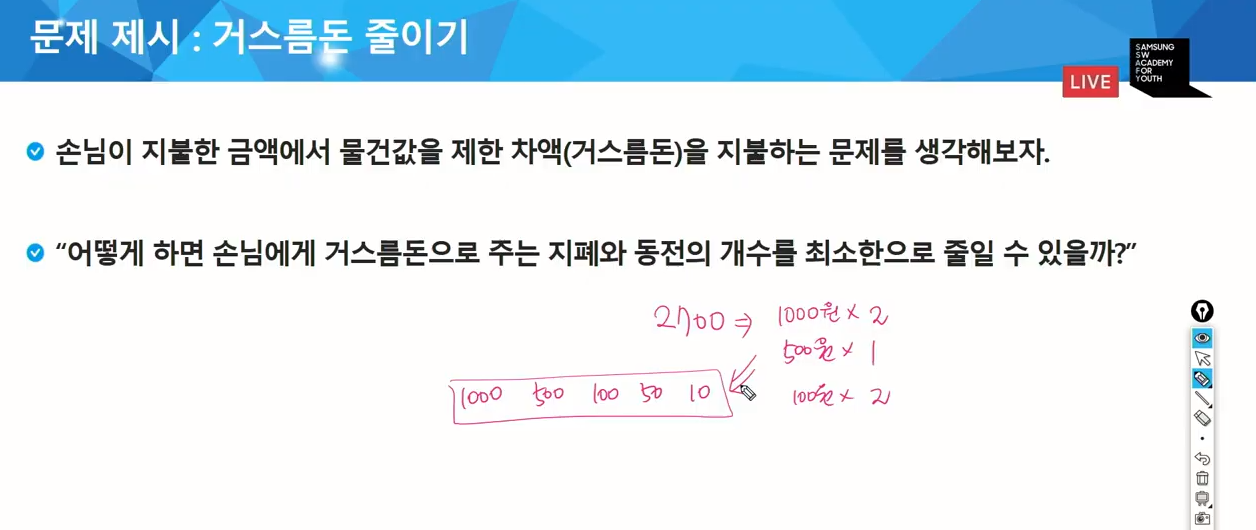 문제 제시 : 거스름돈 줄이기
SAMSUNG
SW
ACADEMY
FOR
YOUTH
LIVE
손님이 지불한 금액에서 물건값을 제한 차액(거스름돈)을 지불하는 문제를 생각해보자.
“어떻게 하면 손님에게 거스름돈으로 주는 지폐와 동전의 개수를 최소한으로 줄일 수 있을까?”
2700 ⇒ 1000원 × 2
500원 × 1
100원 × 2
1000 500 100 50 10